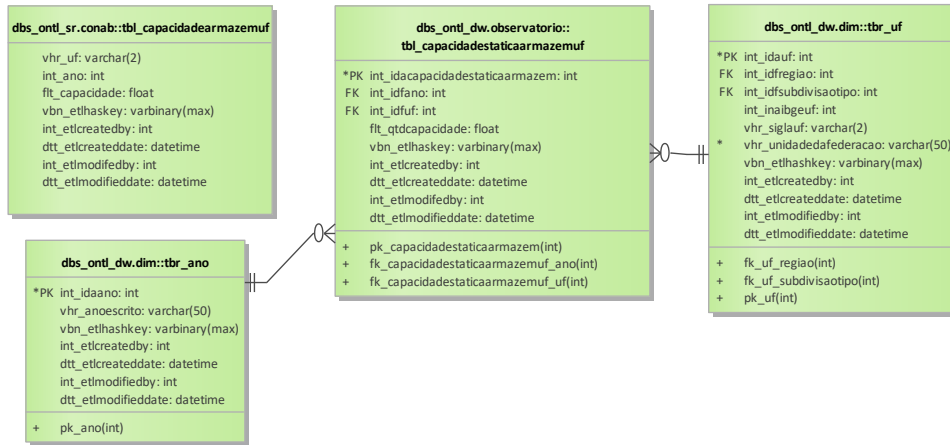 dbs_ontl_sr.conab::tbl_capacidadearmazemuf
vhr_uf: varchar(2)
int_ano: int
flt_capacidade: float
vbn_etlhaskey: varbinary(max)
int_etlcreatedby: int
dtt_etlcreateddate: datetime
int_etlmodifedby: int
dtt_etlmodifieddate: datetime
dbs_ontl_dw.observatorio::
tbl_capacidadestaticaarmazemuf
*PK int_idacapacidadestaticaarmazem: int
FK int_idfano: int
FK int_idfuf: int
flt_qtdcapacidade: float
vbn_etlhaskey: varbinary(max)
int_etlcreatedby: int
dtt_etlcreateddate: datetime
int_etlmodifedby: int
dtt_etlmodifieddate: datetime
+ pk_capacidadestaticaarmazem(int)
+ fk_capacidadestaticaarmazemuf_ano(int)
+ fk_capacidadestaticaarmazemuf_uf(int)
dbs_ontl_dw.dim::tbr_uf
*PK int_idauf: int
FK int_idfregiao: int
FK int_idfsubdivisaotipo: int
int_inaibgeuf: int
vhr_siglauf: varchar(2)
* vhr_unidadedafederacao: varchar(50)
vbn_etlhashkey: varbinary(max)
int_etlcreatedby: int
dtt_etlcreateddate: datetime
int_etlmodifiedby: int
dtt_etlmodifieddate: datetime
+ fk_uf_regiao(int)
+ fk_uf_subdivisaotipo(int)
+ pk_uf(int)
dbs_ontl_dw.dim::tbr_ano
*PK int_idaano: int
vhr_anoescrito: varchar(50)
vbn_etlhashkey: varbinary(max)
int_etlcreatedby: int
dtt_etlcreateddate: datetime
int_etlmodifiedby: int
dtt_etlmodifieddate: datetime
+ pk_ano(int)